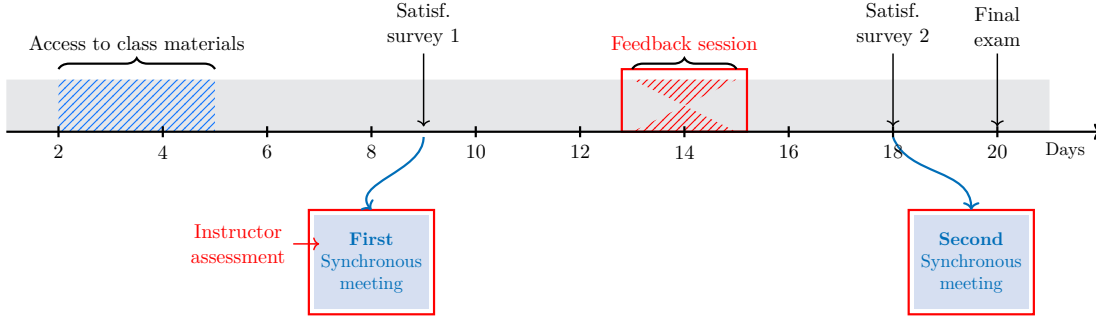 Satisf.
survey 1
Satisf.
survey 2
Final
exam
Access to class materials
Feedback session
2
4
6
8
10
12
14
16
18
20
Days
Instructor
assessment
First
Synchronous
meeting
Second
Synchronous
meeting